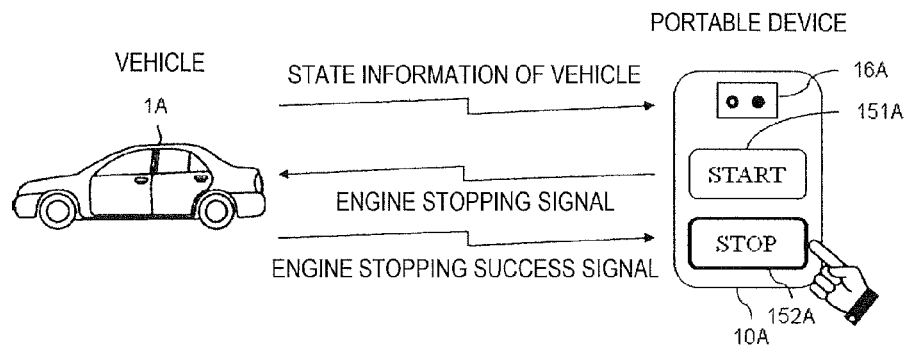 PORTABLE DEVICE
VEHICLE
STATE INFORMATION OF VEHICLE
16A
1A
151A
START
ENGINE STOPPING SIGNAL
STOP
ENGINE STOPPING SUCCESS SIGNAL
152A
10A